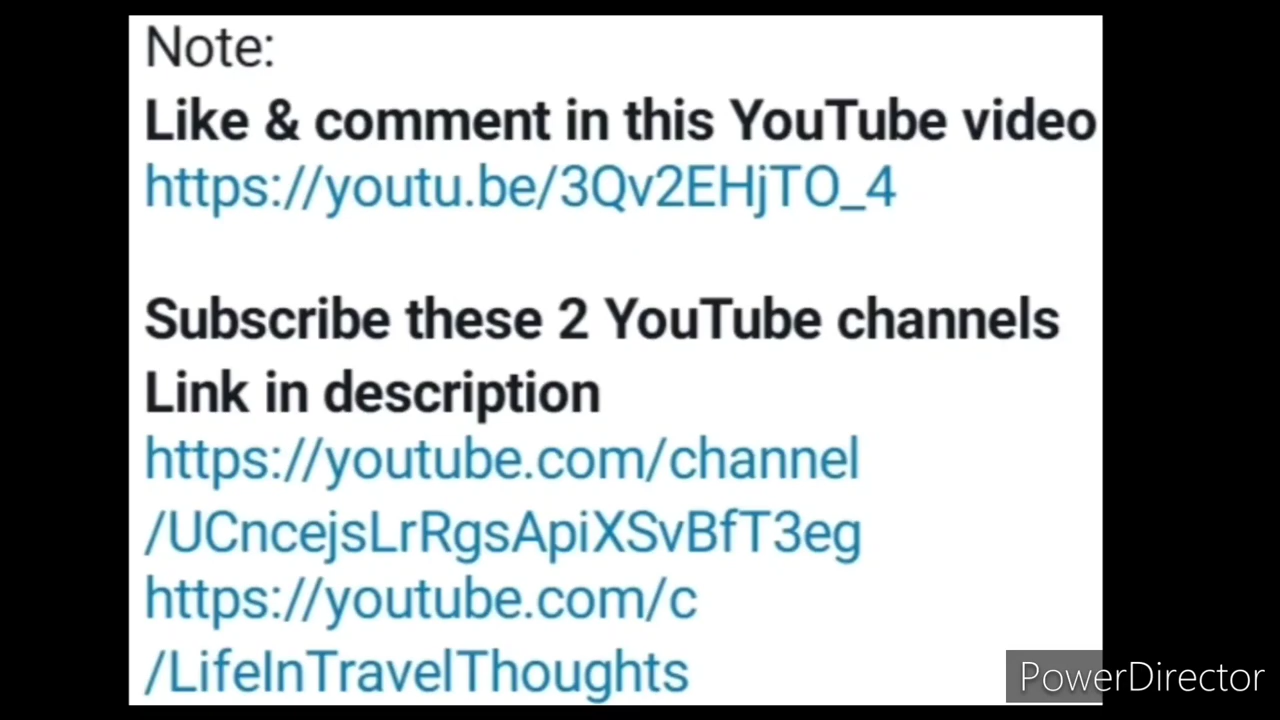 Note:
Like & comment in this YouTube video
https://youtu.be/3Qv2EHjTO_4
Subscribe these 2 YouTube channels
Link in description
https://youtube.com/channel
/UCncejsLrRgsApiXSvBfT3eg
https://youtube.com/c
/LifeInTravelThoughts
PowerDirector